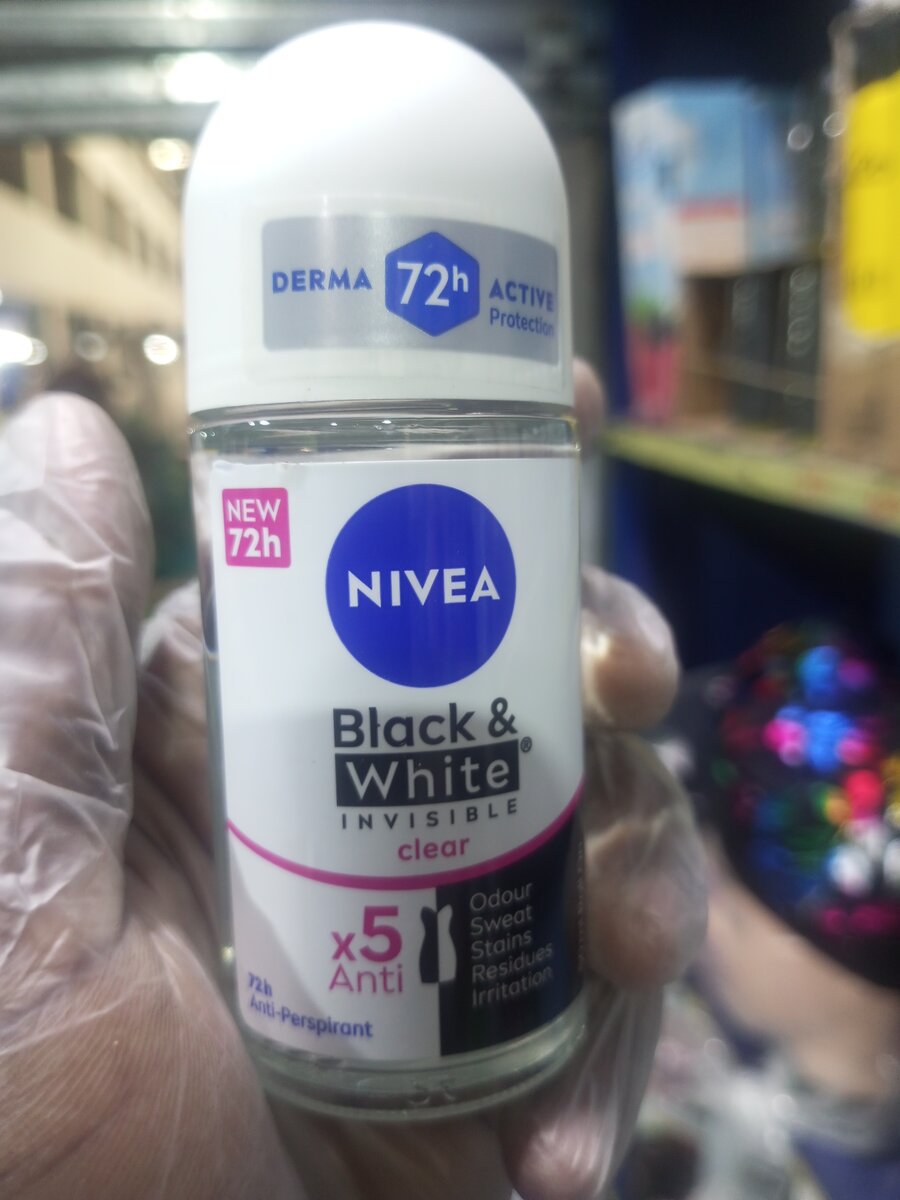 DERMA 72h ACTIVE
Protection
NEW
72h
NIVEA
Black &
White®
INVISIBLE
clear
x5
Anti
Odour
Sweat
Stains
Residues
Irritation
72h
Anti-Perspirant